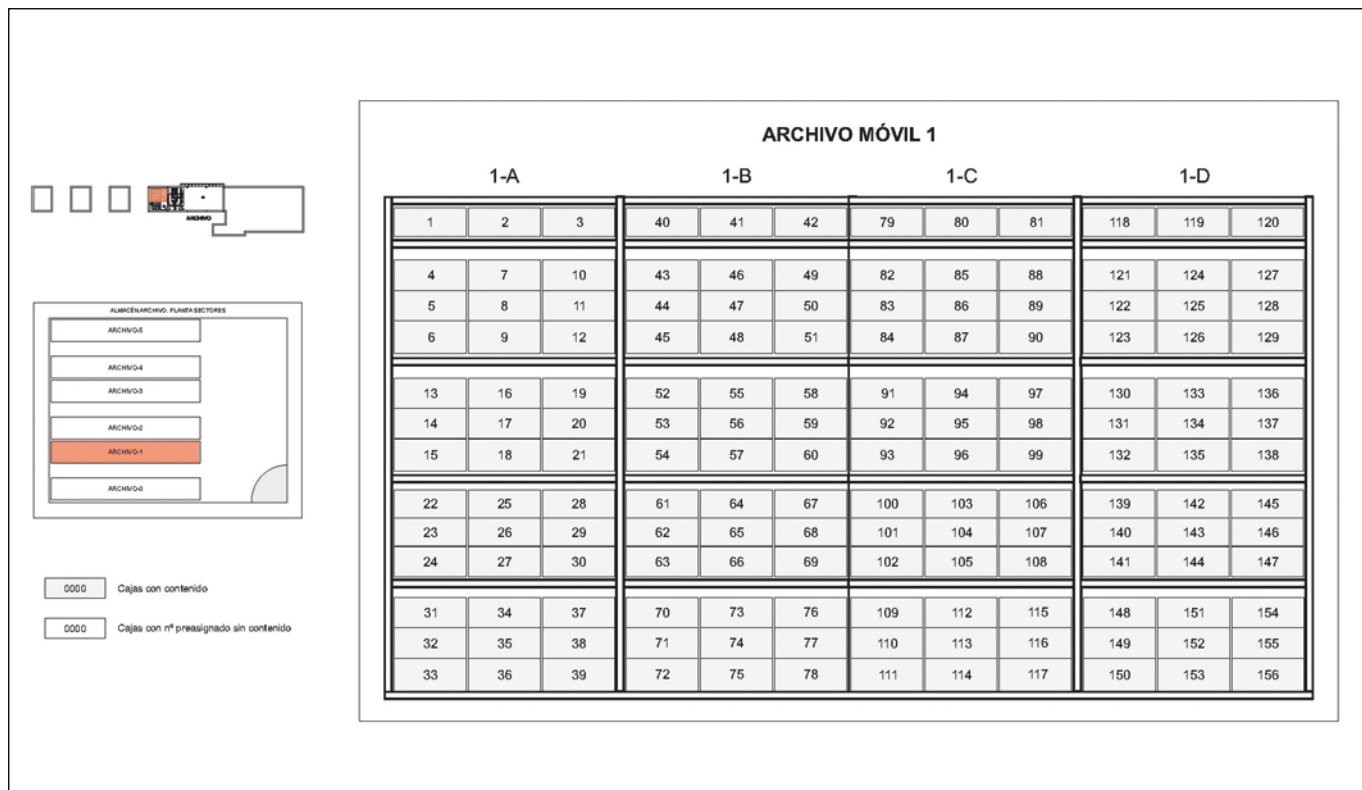 ARCHIVO
ALMACÉN ARCHIVO. PLANTA SECTORES
ARCHIVO-5
ARCHIVO-4
ARCHIVO-3
ARCHIVO-2
ARCHIVO-1
ARCHIVO-0
0000 Cajas con contenido
0000 Cajas con nº preasignado sin contenido
ARCHIVO MÓVIL 1
1-A 1-B 1-C 1-D
1 2 3 40 41 42 79 80 81 118 119 120
4 7 10 43 46 49 82 85 88 121 124 127
5 8 11 44 47 50 83 86 89 122 125 128
6 9 12 45 48 51 84 87 90 123 126 129
13 16 19 52 55 58 91 94 97 130 133 136
14 17 20 53 56 59 92 95 98 131 134 137
15 18 21 54 57 60 93 96 99 132 135 138
22 25 28 61 64 67 100 103 106 139 142 145
23 26 29 62 65 68 101 104 107 140 143 146
24 27 30 63 66 69 102 105 108 141 144 147
31 34 37 70 73 76 109 112 115 148 151 154
32 35 38 71 74 77 110 113 116 149 152 155
33 36 39 72 75 78 111 114 117 150 153 156